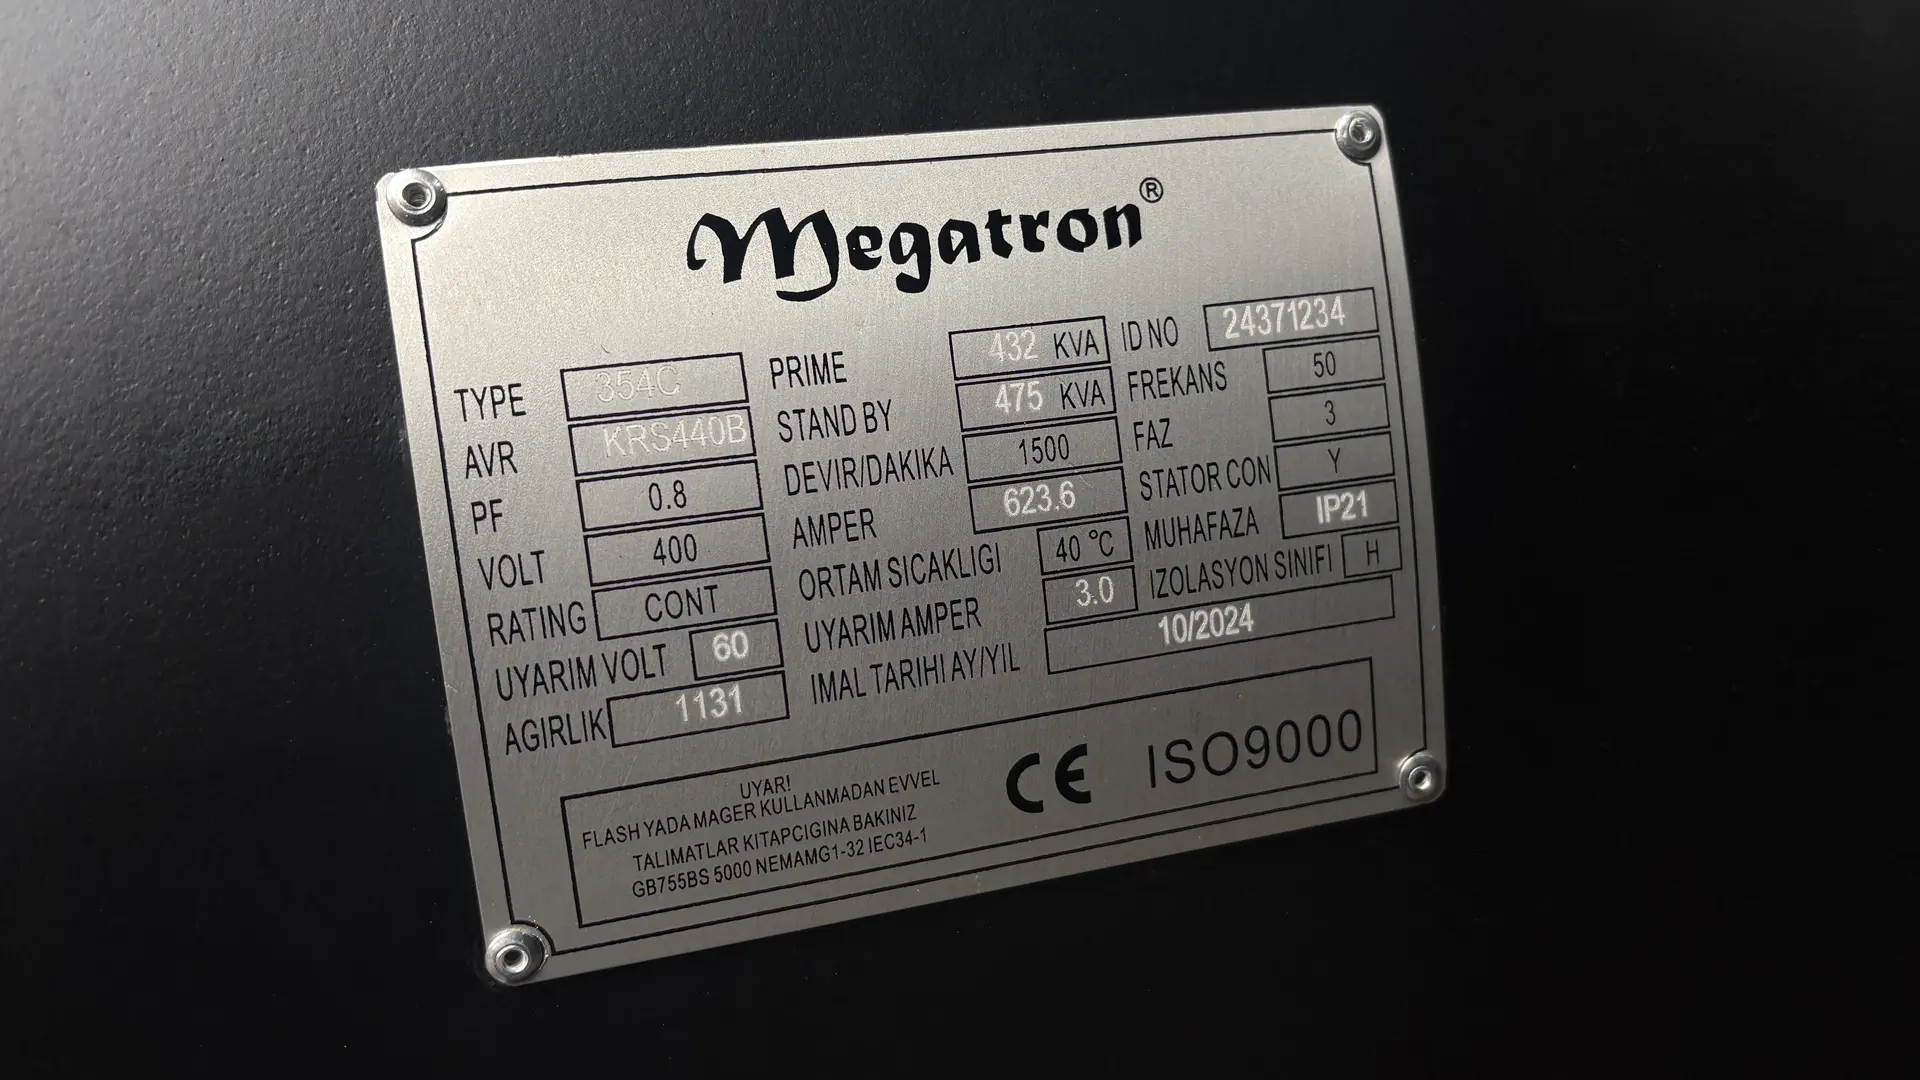 Megatron®
TYPE 354C
AVR KRS440B
PF 0.8
VOLT 400
RATING CONT
UYARIM VOLT 60
AGIRLIK 1131
PRIME 432 KVA
STAND BY 475 KVA
DEVIR/DAKIKA 1500
AMPER 623.6
ORTAM SICAKLIGI 40 °C
UYARIM AMPER 3.0
IMAL TARIHI AY/YIL 10/2024
ID NO 24371234
FREKANS 50
FAZ 3
STATOR CON Y
MUHAFAZA IP21
IZOLASYON SINIFI H
UYAR!
FLASH YADA MAGER KULLANMADAN EVVEL
TALIMATLAR KITAPCIGINA BAKINIZ
GB755BS 5000 NEMAMG1-32 IEC34-1
CE ISO9000